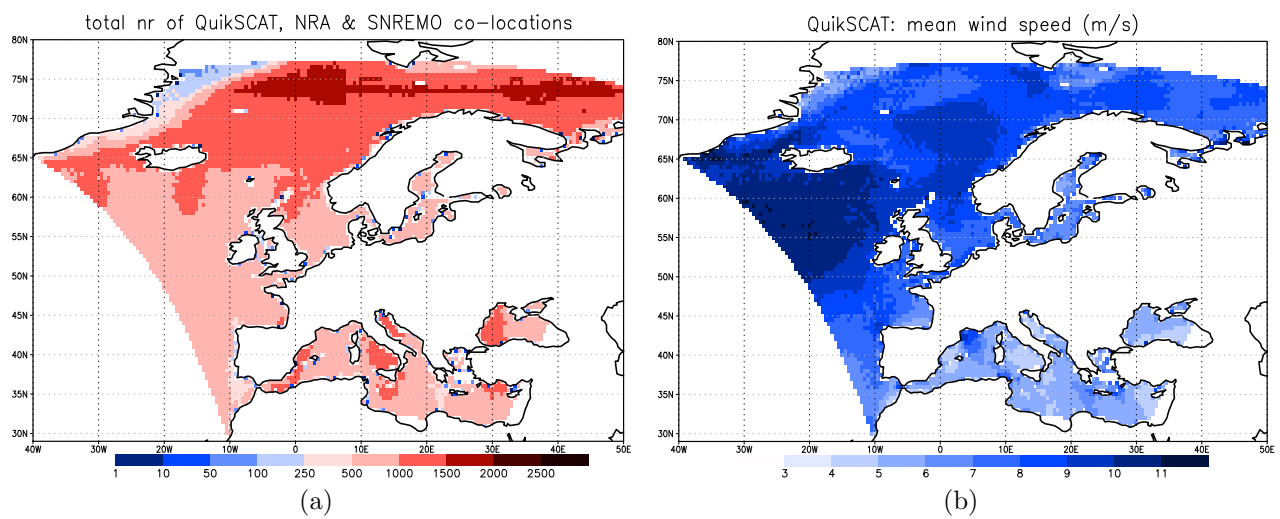 total nr of QuikSCAT, NRA & SNREMO co-locations
80N
75N
70N
65N
60N
55N
50N
45N
40N
35N
30N
40W 30W 20W 10W 0 10E 20E 30E 40E 50E
1 10 50 100 250 500 1000 1500 2000 2500
(a)
QuikSCAT: mean wind speed (m/s)
80N
75N
70N
65N
60N
55N
50N
45N
40N
35N
30N
40W 30W 20W 10W 0 10E 20E 30E 40E 50E
3 4 5 6 7 8 9 10 11
(b)